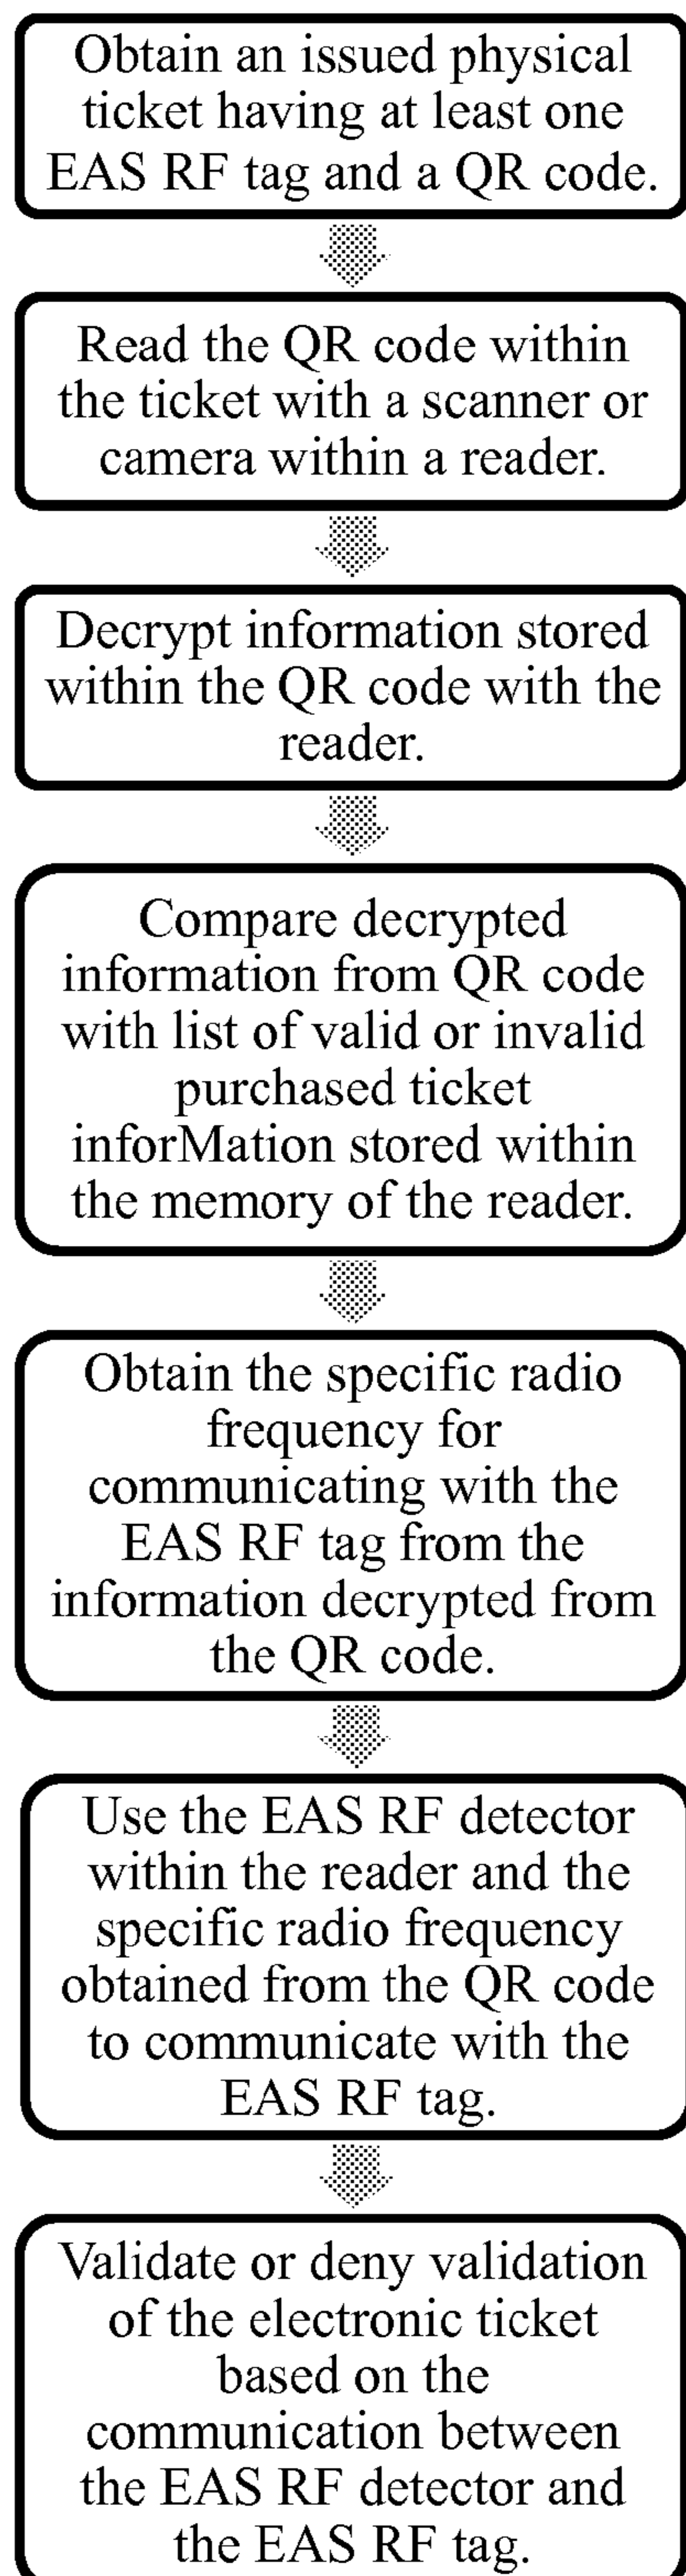 Obtain an issued physical
ticket having at least one
EAS RF tag and a QR code.
Read the QR code within
the ticket with a scanner or
camera within a reader.
Decrypt information stored
within the QR code with the
reader.
Compare decrypted
information from QR code
with list of valid or invalid
purchased ticket
inforMation stored within
the memory of the reader.
Obtain the specific radio
frequency for
communicating with the
EAS RF tag from the
information decrypted from
the QR code.
Use the EAS RF detector
within the reader and the
specific radio frequency
obtained from the QR code
to communicate with the
EAS RF tag.
Validate or deny validation
of the electronic ticket
based on the
communication between
the EAS RF detector and
the EAS RF tag.